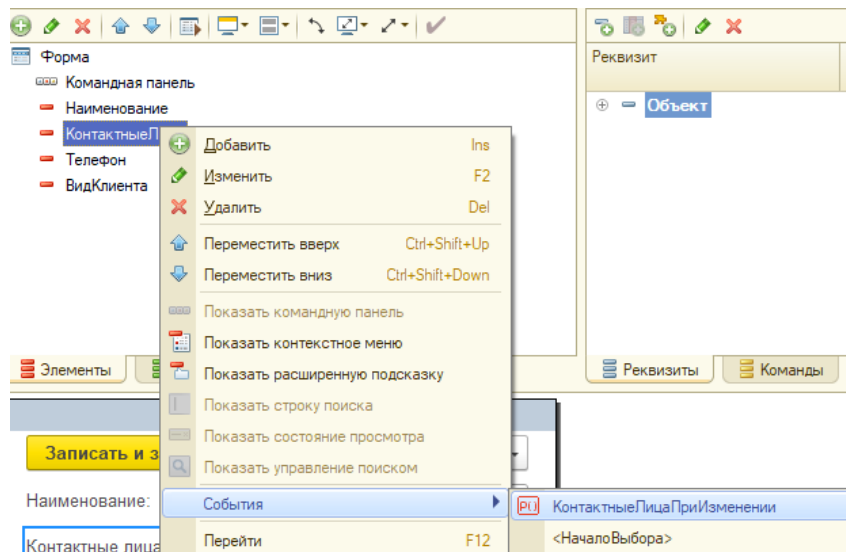 Форма
Командная панель
Наименование
КонтактныеЛ
Телефон
ВидКлиента
Реквизит
Объект
Добавить Ins
Изменить F2
Удалить Del
Переместить вверх Ctrl+Shift+Up
Переместить вниз Ctrl+Shift+Down
Показать командную панель
Показать контекстное меню
Показать расширенную подсказку
Показать строку поиска
Показать состояние просмотра
Показать управление поиском
События
Перейти F12
Элементы
Реквизиты Команды
Записать и з
Наименование:
Контактные лица
КонтактныеЛицаПриИзменении
<НачалоВыбора>